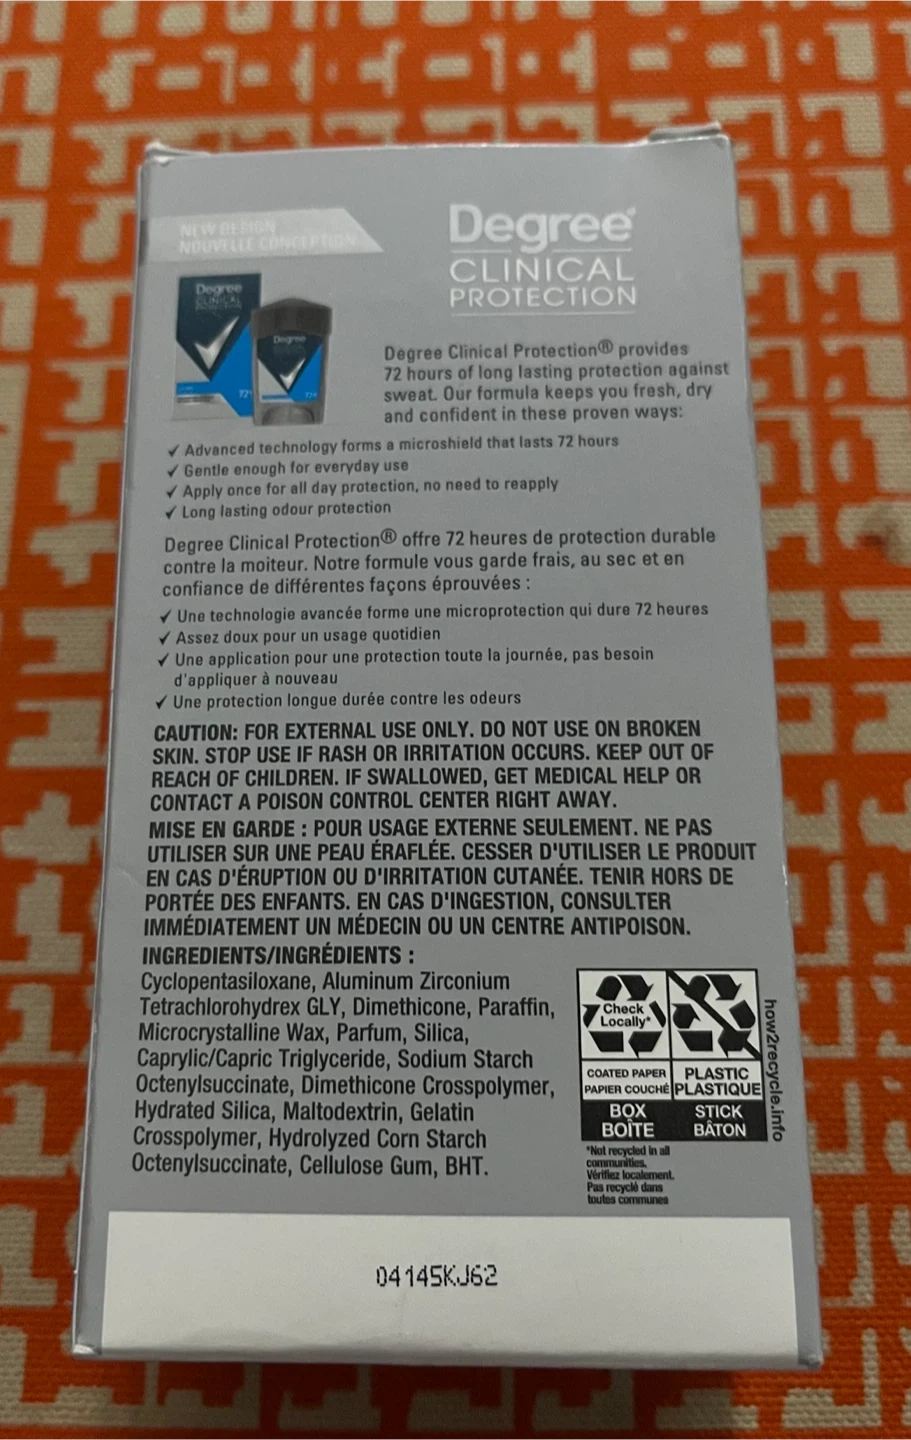 NEW DESIGN
NOUVELLE CONCEPTION
Degree
CLINICAL
PROTECTION
Degree
CLINICAL
72
Degree
72
Degree Clinical Protection® provides
72 hours of long lasting protection against
sweat. Our formula keeps you fresh, dry
and confident in these proven ways:
✓ Advanced technology forms a microshield that lasts 72 hours
✓ Gentle enough for everyday use
✓ Apply once for all day protection, no need to reapply
✓ Long lasting odour protection
Degree Clinical Protection® offre 72 heures de protection durable
contre la moiteur. Notre formule vous garde frais, au sec et en
confiance de différentes façons éprouvées :
✓ Une technologie avancée forme une microprotection qui dure 72 heures
✓ Assez doux pour un usage quotidien
✓ Une application pour une protection toute la journée, pas besoin
d'appliquer à nouveau
✓ Une protection longue durée contre les odeurs
CAUTION: FOR EXTERNAL USE ONLY. DO NOT USE ON BROKEN
SKIN. STOP USE IF RASH OR IRRITATION OCCURS. KEEP OUT OF
REACH OF CHILDREN. IF SWALLOWED, GET MEDICAL HELP OR
CONTACT A POISON CONTROL CENTER RIGHT AWAY.
MISE EN GARDE : POUR USAGE EXTERNE SEULEMENT. NE PAS
UTILISER SUR UNE PEAU ÉRAFLÉE. CESSER D'UTILISER LE PRODUIT
EN CAS D'ÉRUPTION OU D'IRRITATION CUTANÉE. TENIR HORS DE
PORTÉE DES ENFANTS. EN CAS D'INGESTION, CONSULTER
IMMÉDIATEMENT UN MÉDECIN OU UN CENTRE ANTIPOISON.
INGREDIENTS/INGRÉDIENTS :
Cyclopentasiloxane, Aluminum Zirconium
Tetrachlorohydrex GLY, Dimethicone, Paraffin,
Microcrystalline Wax, Parfum, Silica,
Caprylic/Capric Triglyceride, Sodium Starch
Octenylsuccinate, Dimethicone Crosspolymer,
Hydrated Silica, Maltodextrin, Gelatin
Crosspolymer, Hydrolyzed Corn Starch
Octenylsuccinate, Cellulose Gum, BHT.
Check
Locally*
COATED PAPER
PAPIER COUCHÉ
BOX
BOÎTE
PLASTIC
PLASTIQUE
STICK
BÂTON
how2recycle.info
*Not recycled in all
communities.
Vérifiez localement.
Pas recyclé dans
toutes communes
04145KJ62